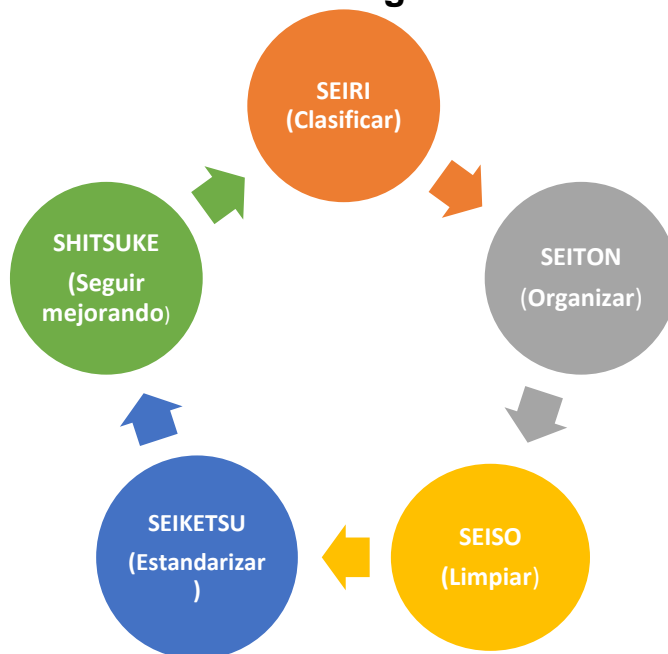 SEIRI
(Clasificar)
SEITON
(Organizar)
SEISO
(Limpiar)
SEIKETSU
(Estandarizar
)
SHITSUKE
(Seguir
mejorando)